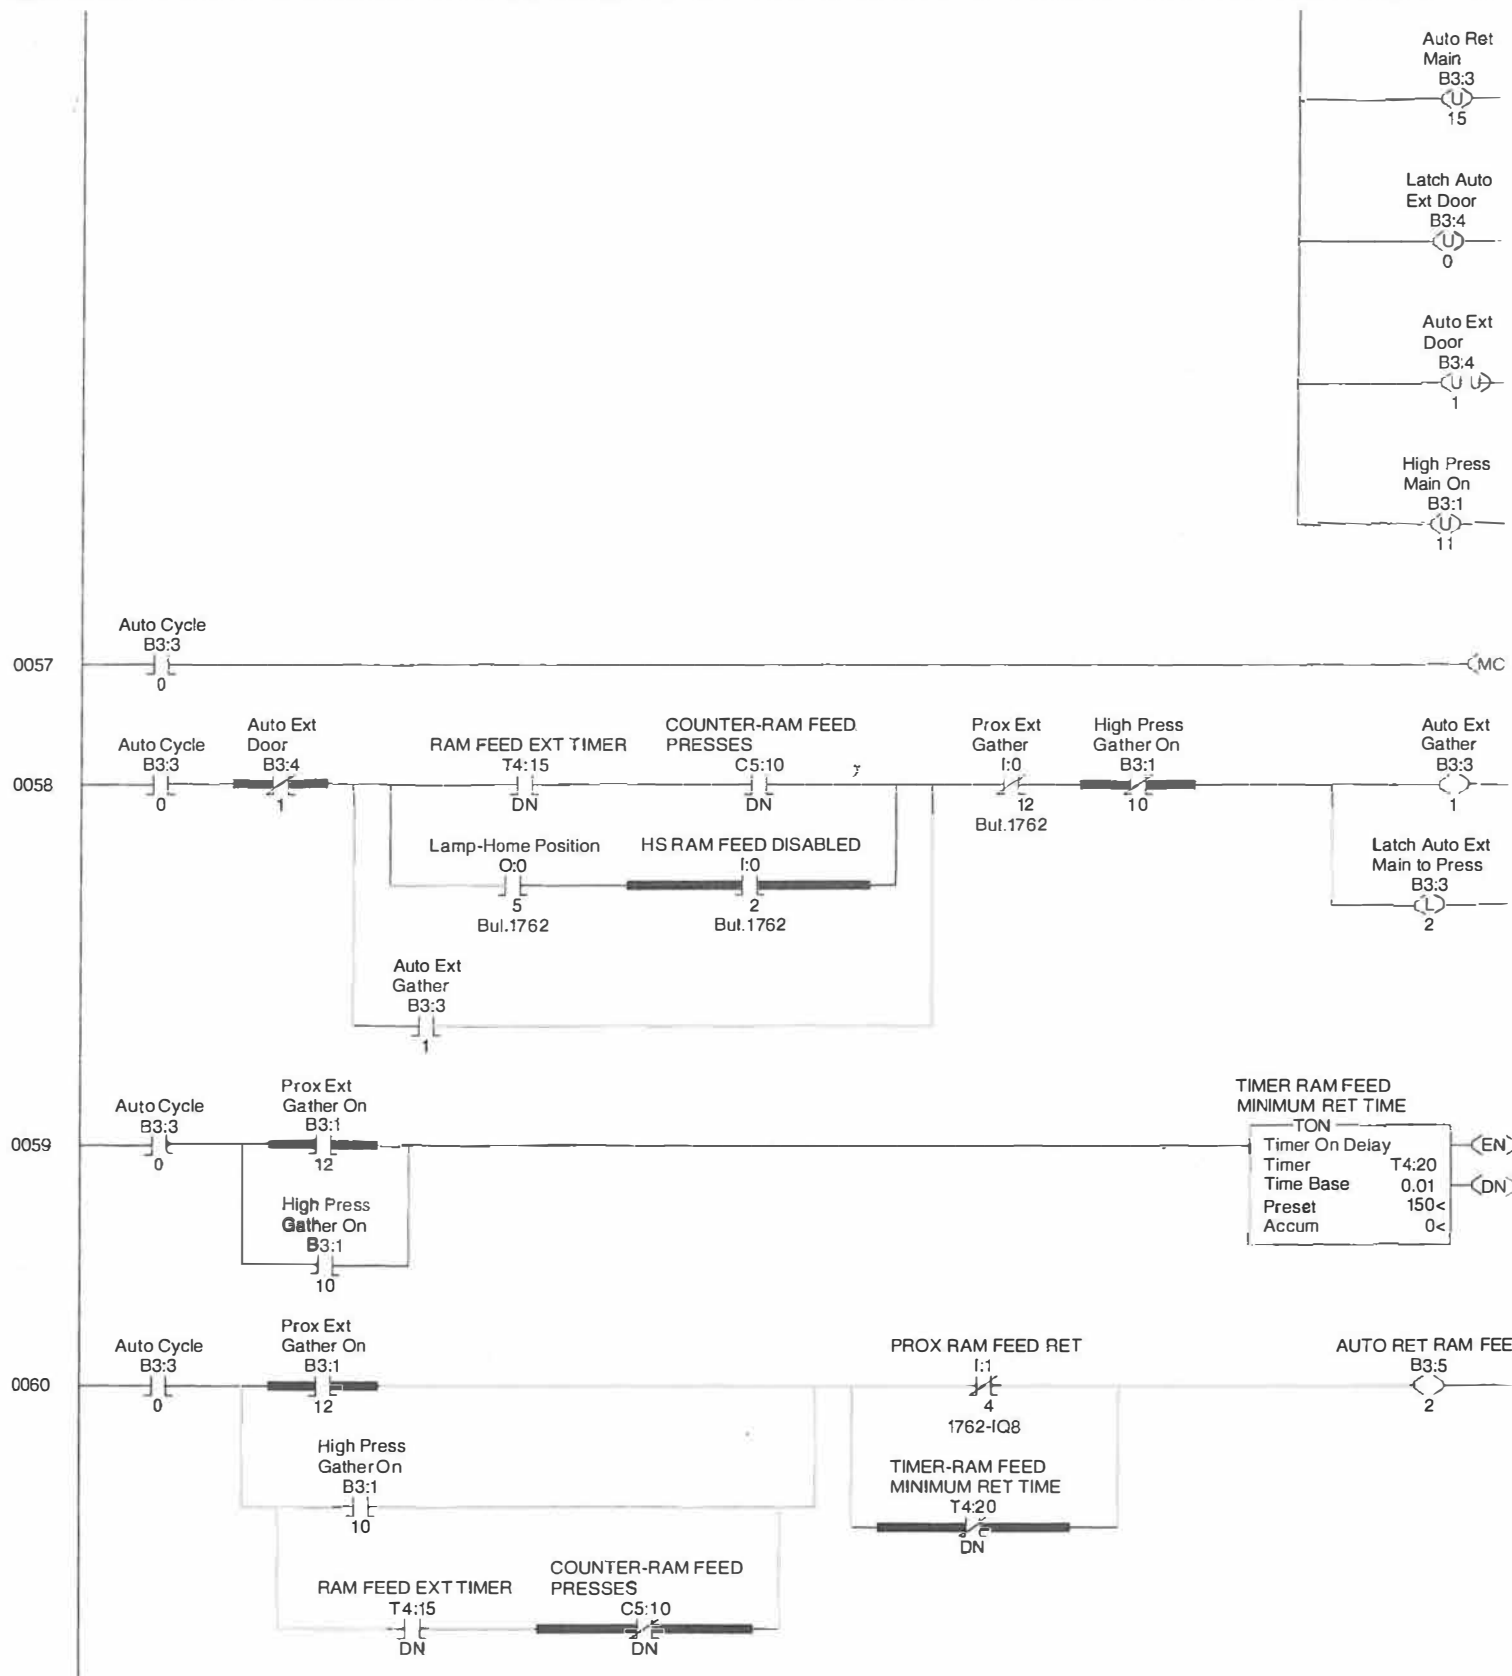 Auto Ret
Main
B3:3
U
15
Latch Auto
Ext Door
B3:4
U
0
Auto Ext
Door
B3:4
U U
1
High Press
Main On
B3:1
U
11
Auto Cycle
B3:3
0057
MC
0
Auto Cycle
B3:3
0058
0
Auto Ext
Door
B3:4
1
RAM FEED EXT TIMER
T4:15
DN
COUNTER-RAM FEED
PRESSES
C5:10
DN
Prox Ext
Gather
I:0
12
Bul.1762
High Press
Gather On
B3:1
10
Auto Ext
Gather
B3:3
1
Lamp-Home Position
O:0
5
Bul.1762
HS RAM FEED DISABLED
I:0
2
Bul.1762
Latch Auto Ext
Main to Press
B3:3
L
2
Auto Ext
Gather
B3:3
1
Auto Cycle
B3:3
0059
0
Prox Ext
Gather On
B3:1
12
High Press
Gather On
B3:1
10
TIMER RAM FEED
MINIMUM RET TIME
TON
Timer On Delay
Timer T4:20
Time Base 0.01
Preset 150<
Accum 0<
EN
DN
Auto Cycle
B3:3
0060
0
Prox Ext
Gather On
B3:1
12
PROX RAM FEED RET
I:1
4
1762-IQ8
AUTO RET RAM FEE
B3:5
2
High Press
Gather On
B3:1
10
TIMER-RAM FEED
MINIMUM RET TIME
T4:20
DN
RAM FEED EXT TIMER
T4:15
DN
COUNTER-RAM FEED
PRESSES
C5:10
DN